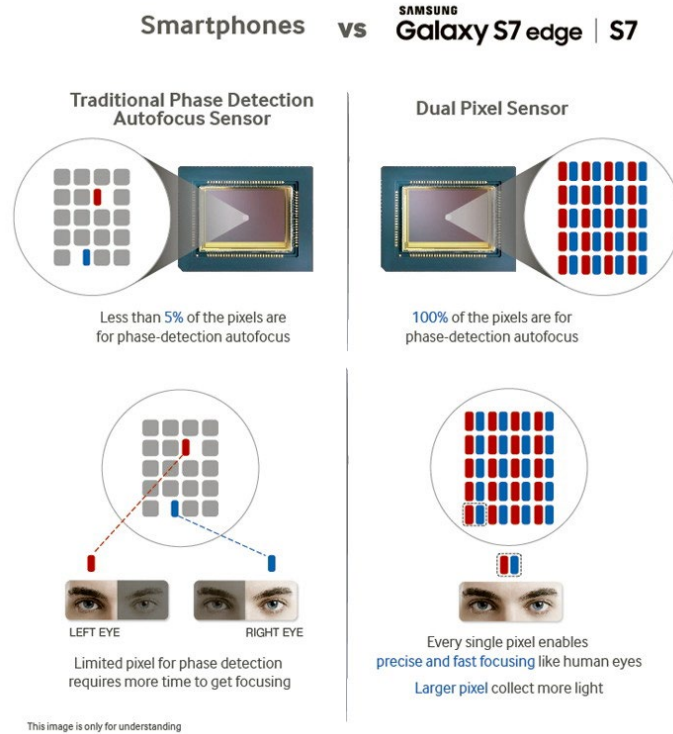 Smartphones vs SAMSUNG Galaxy S7 edge | S7
Traditional Phase Detection
Autofocus Sensor
Less than 5% of the pixels are
for phase-detection autofocus
Dual Pixel Sensor
100% of the pixels are for
phase-detection autofocus
LEFT EYE
RIGHT EYE
Limited pixel for phase detection
requires more time to get focusing
Every single pixel enables
precise and fast focusing like human eyes
Larger pixel collect more light
This image is only for understanding